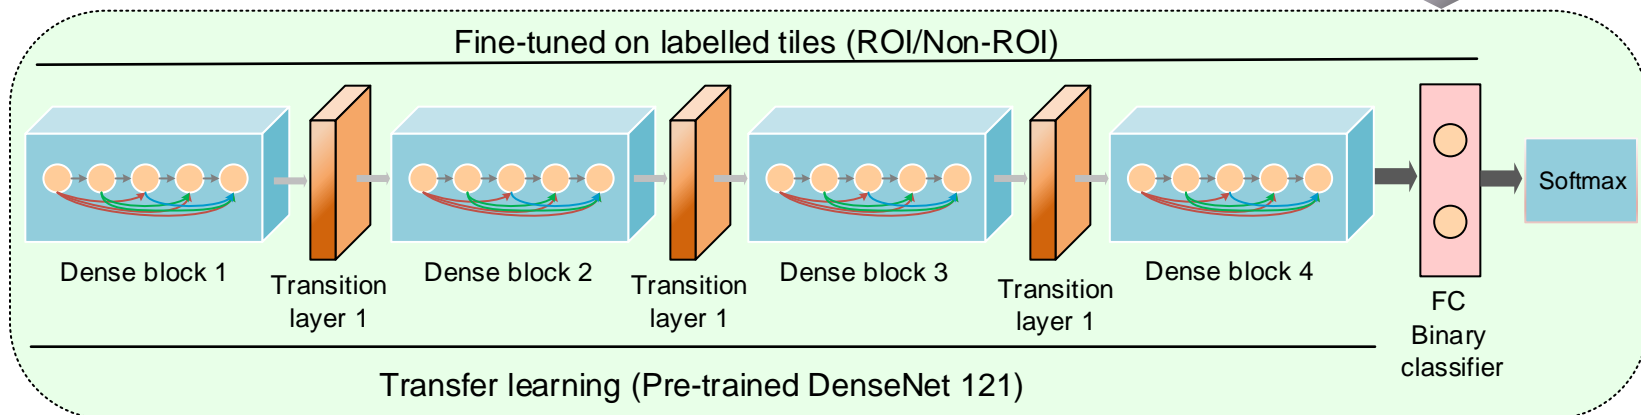 Fine-tuned on labelled tiles (ROI/Non-ROI)
Softmax
Dense block 1
Transition
layer 1
Dense block 2
Transition
layer 1
Dense block 3
Transition
layer 1
Dense block 4
FC
Binary
classifier
Transfer learning (Pre-trained DenseNet 121)